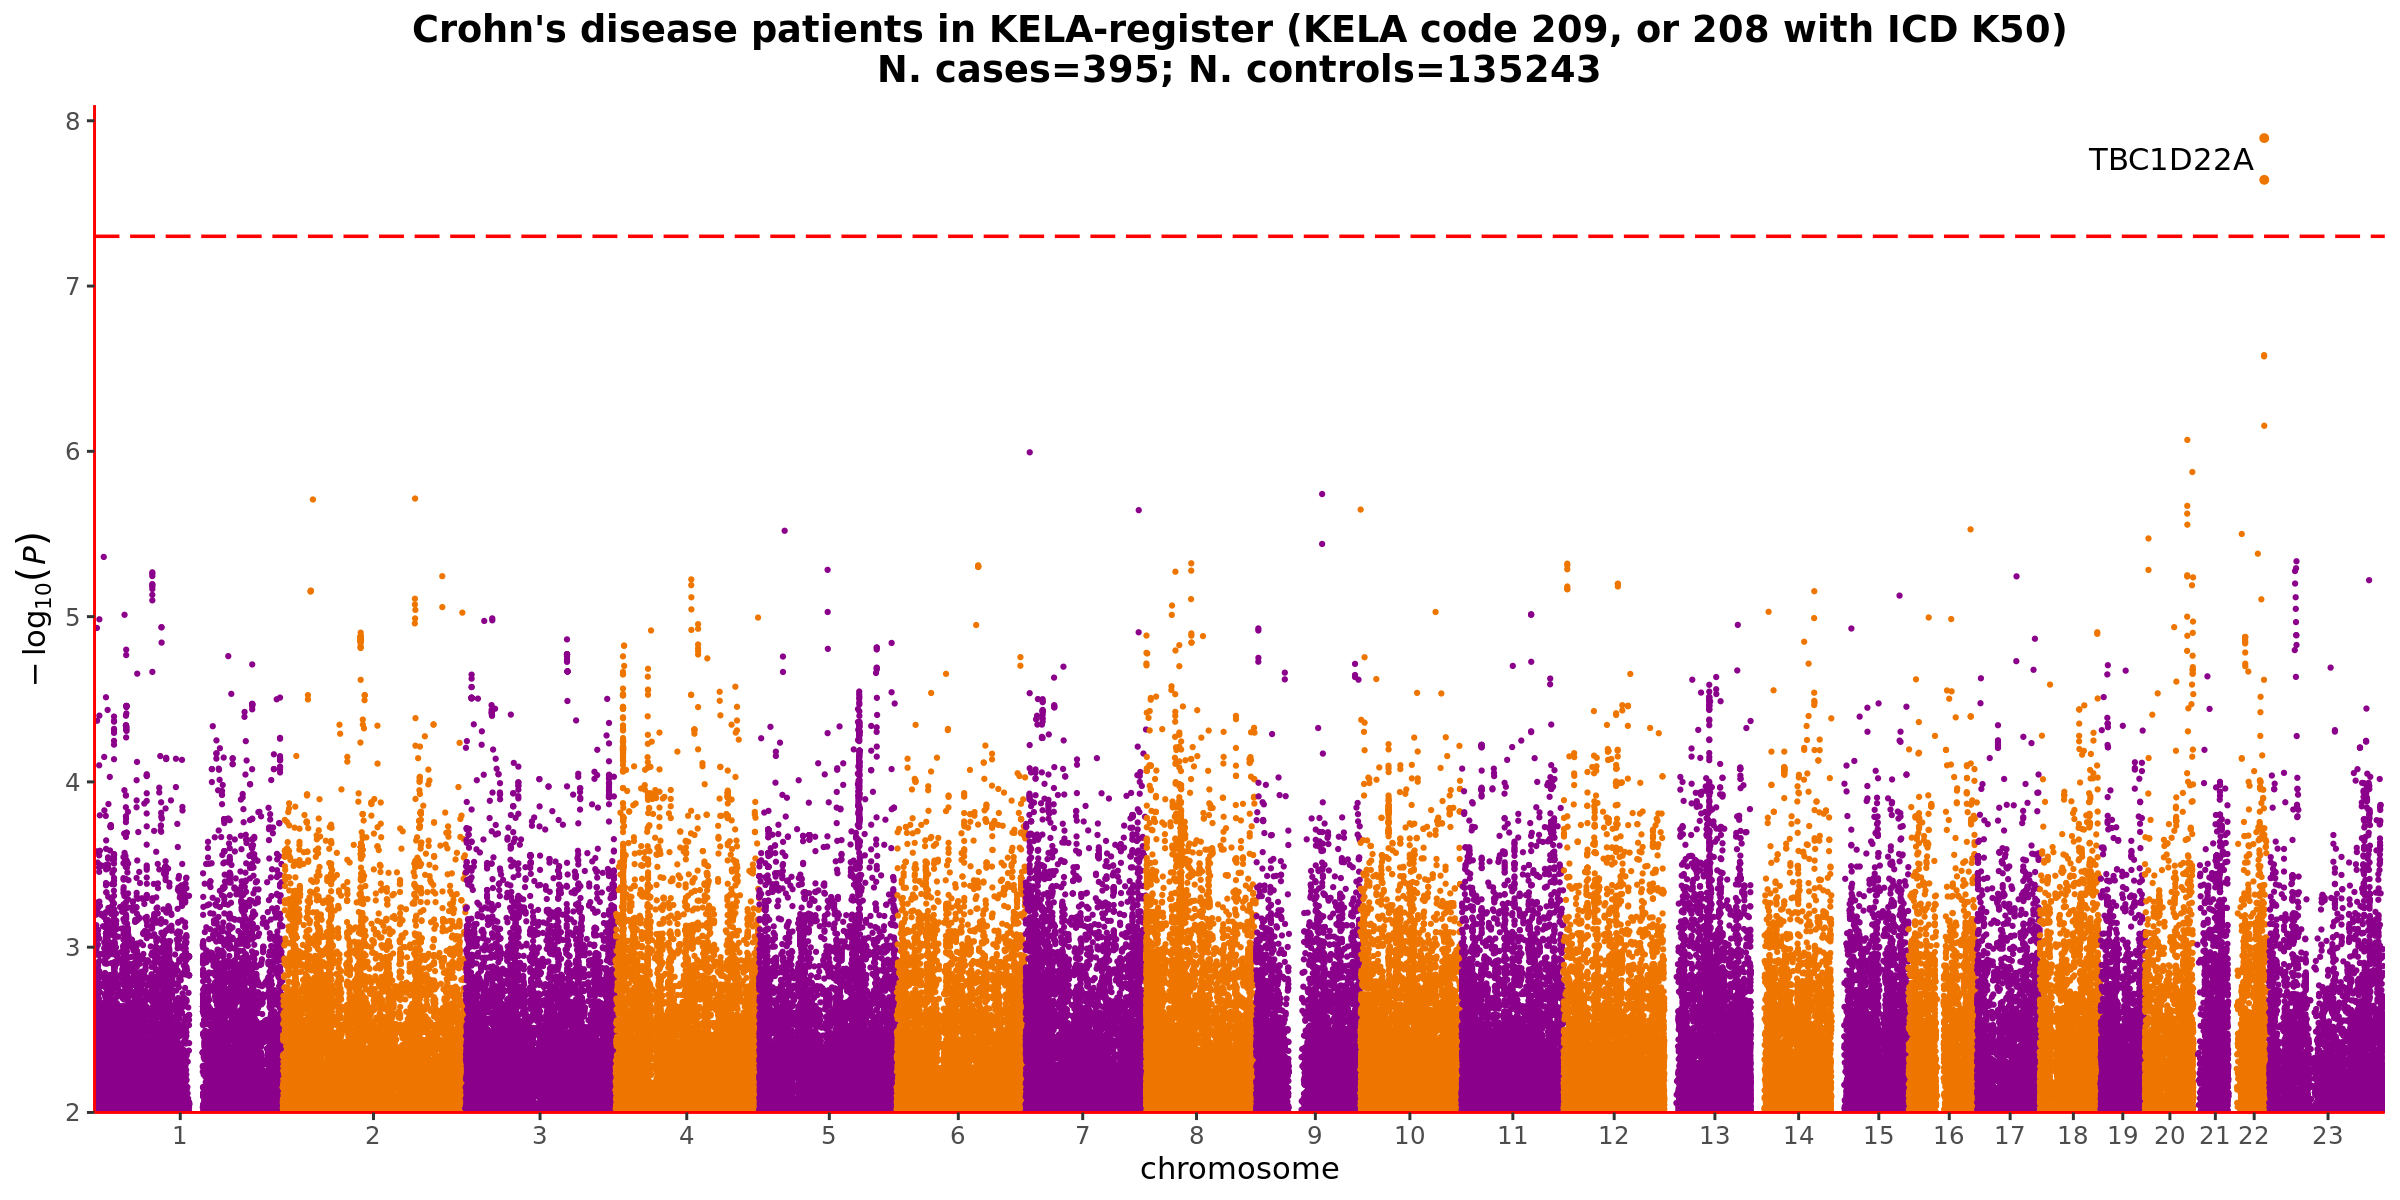 Crohn's disease patients in KELA-register (KELA code 209, or 208 with ICD K50)
N. cases=395; N. controls=135243
8
TBC1D22A
7
6
−log₁₀(P)
5
4
3
2
1 2 3 4 5 6 7 8 9 10 11 12 13 14 15 16 17 18 19 20 21 22 23
chromosome